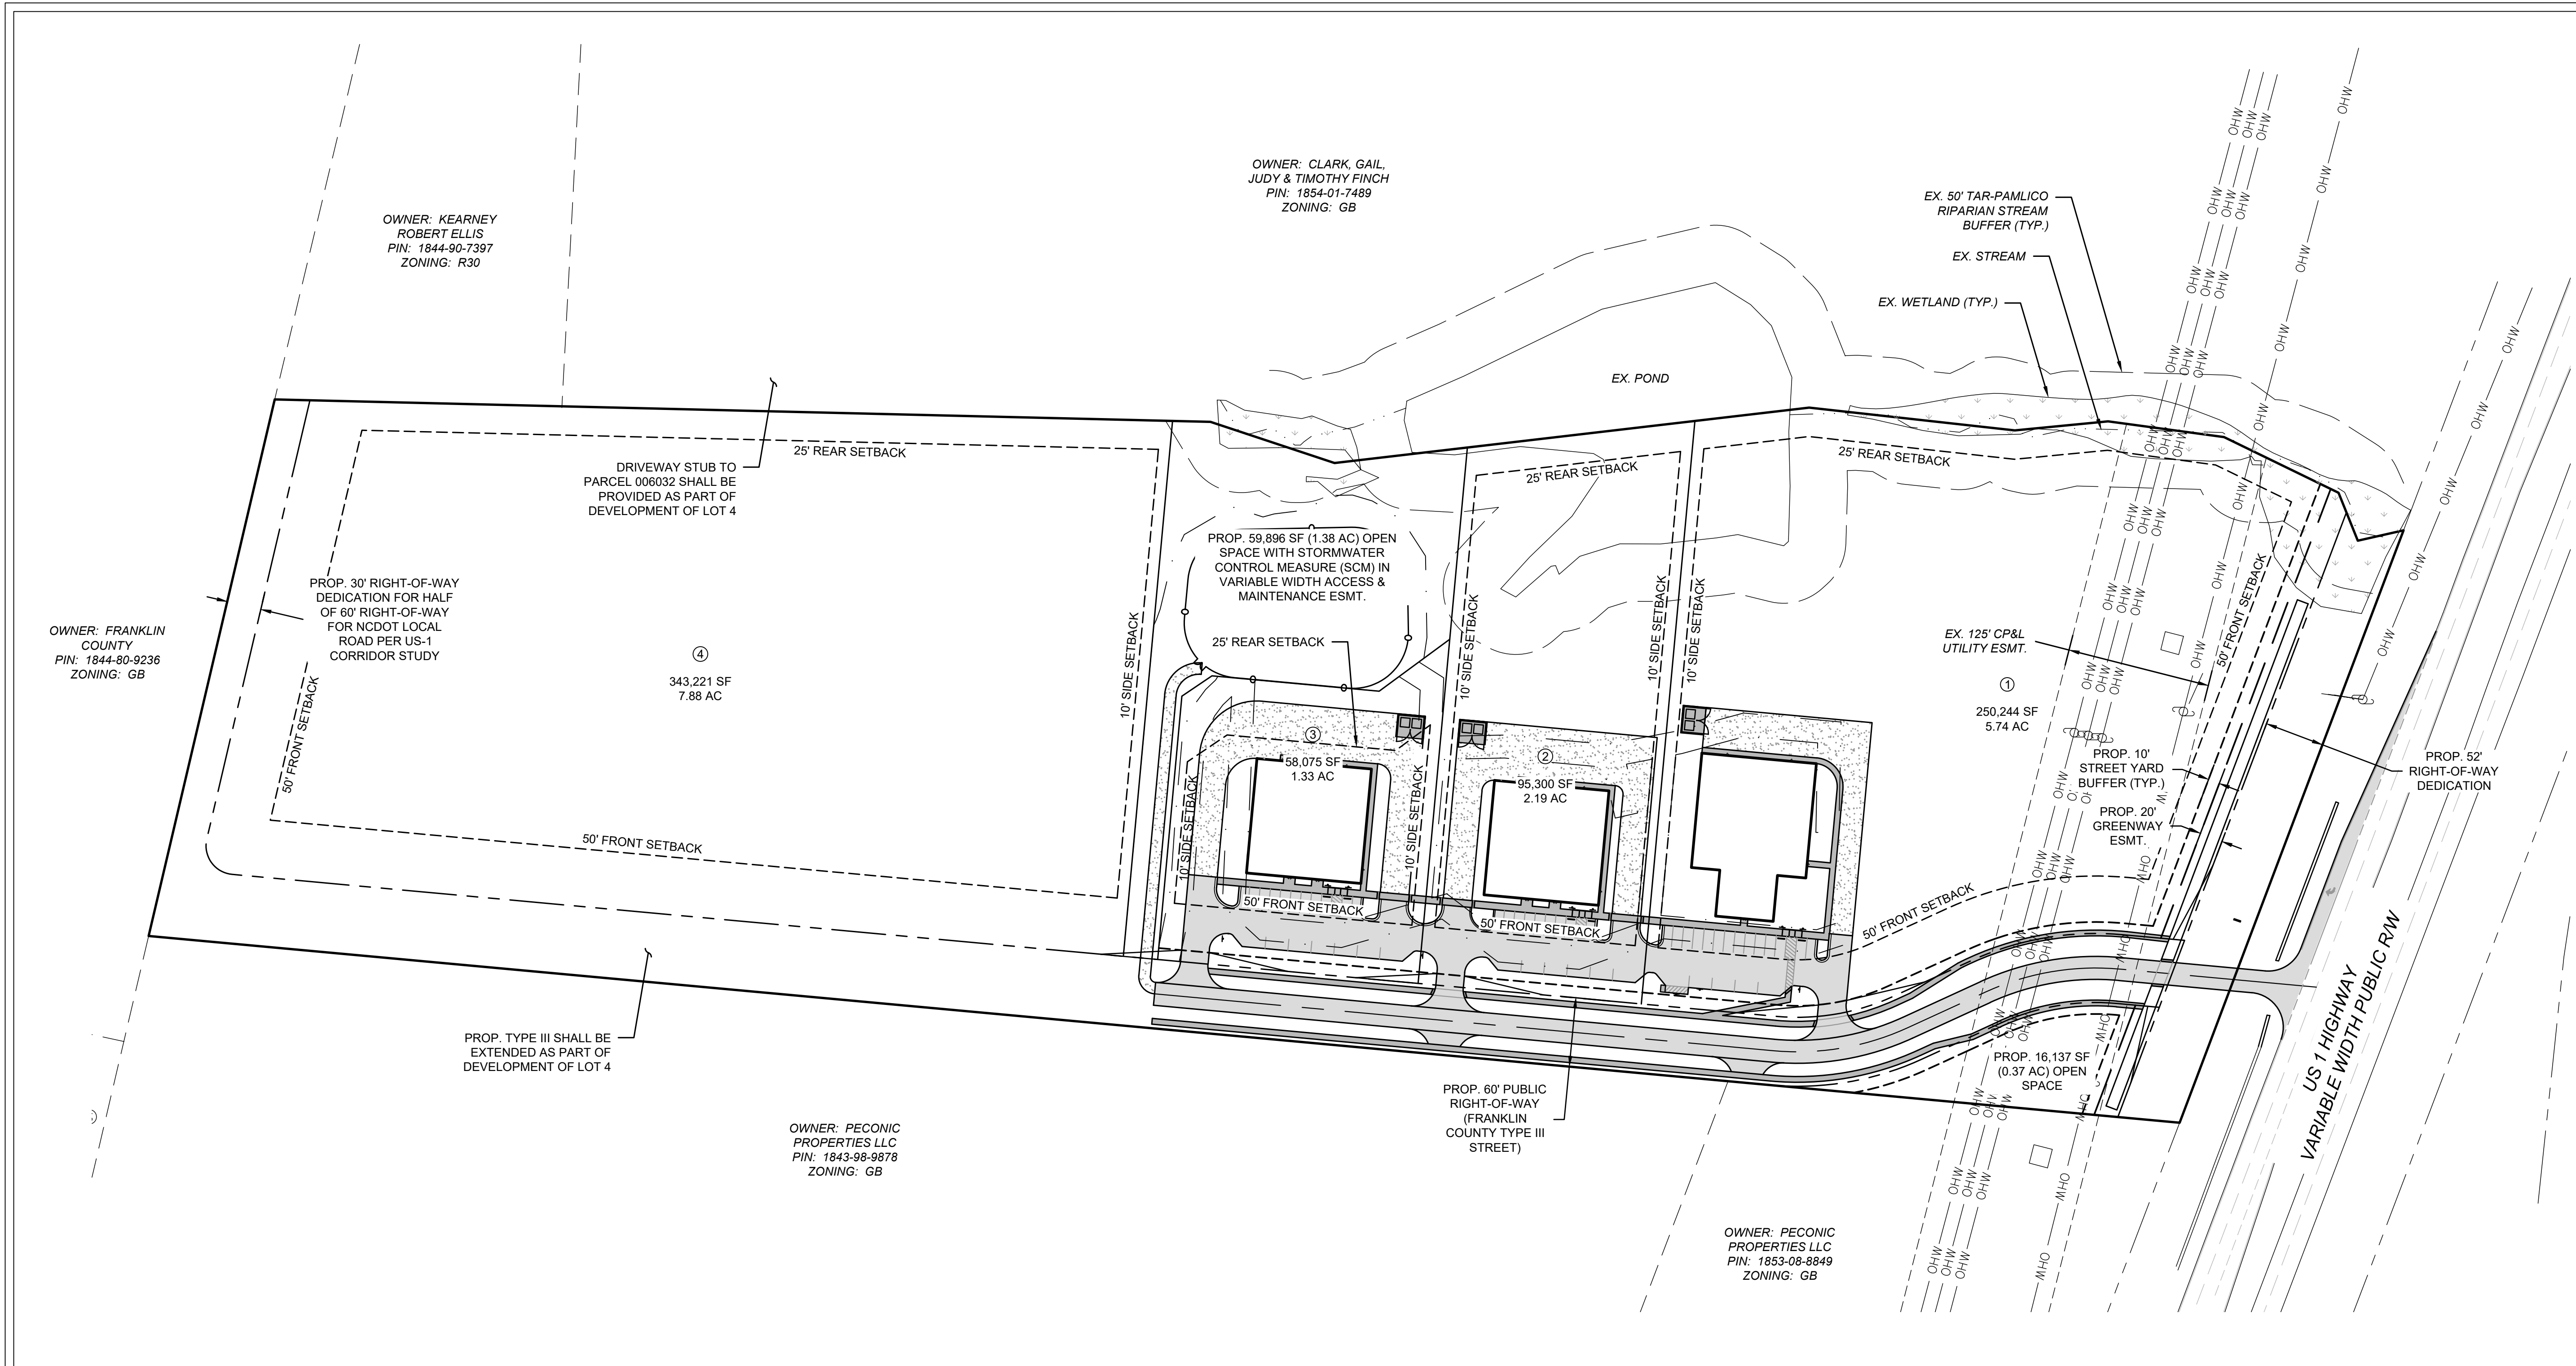 OWNER: CLARK, GAIL,
JUDY & TIMOTHY FINCH
PIN: 1854-01-7489
ZONING: GB
OWNER: KEARNEY
ROBERT ELLIS
PIN: 1844-90-7397
ZONING: R30
EX. 50' TAR-PAMLICO
RIPARIAN STREAM
BUFFER (TYP.)
EX. STREAM
EX. WETLAND (TYP.)
EX. POND
DRIVEWAY STUB TO
PARCEL 006032 SHALL BE
PROVIDED AS PART OF
DEVELOPMENT OF LOT 4
25' REAR SETBACK
25' REAR SETBACK
25' REAR SETBACK
PROP. 59,896 SF (1.38 AC) OPEN
SPACE WITH STORMWATER
CONTROL MEASURE (SCM) IN
VARIABLE WIDTH ACCESS &
MAINTENANCE ESMT.
PROP. 30' RIGHT-OF-WAY
DEDICATION FOR HALF
OF 60' RIGHT-OF-WAY
FOR NCDOT LOCAL
ROAD PER US-1
CORRIDOR STUDY
OWNER: FRANKLIN
COUNTY
PIN: 1844-80-9236
ZONING: GB
50' FRONT SETBACK
4
343,221 SF
7.88 AC
10' SIDE SETBACK
25' REAR SETBACK
10' SIDE SETBACK
10' SIDE SETBACK
10' SIDE SETBACK
EX. 125' CP&L
UTILITY ESMT.
50' FRONT SETBACK
1
250,244 SF
5.74 AC
3
58,075 SF
1.33 AC
2
95,300 SF
2.19 AC
10' SIDE SETBACK
10' SIDE SETBACK
PROP. 10'
STREET YARD
BUFFER (TYP.)
PROP. 20'
GREENWAY
ESMT.
PROP. 52'
RIGHT-OF-WAY
DEDICATION
50' FRONT SETBACK
50' FRONT SETBACK
50' FRONT SETBACK
50' FRONT SETBACK
US 1 HIGHWAY
VARIABLE WIDTH PUBLIC R/W
PROP. TYPE III SHALL BE
EXTENDED AS PART OF
DEVELOPMENT OF LOT 4
PROP. 60' PUBLIC
RIGHT-OF-WAY
(FRANKLIN
COUNTY TYPE III
STREET)
PROP. 16,137 SF
(0.37 AC) OPEN
SPACE
OWNER: PECONIC
PROPERTIES LLC
PIN: 1843-98-9878
ZONING: GB
OWNER: PECONIC
PROPERTIES LLC
PIN: 1853-08-8849
ZONING: GB
OHW
OHW
OHW
OHW